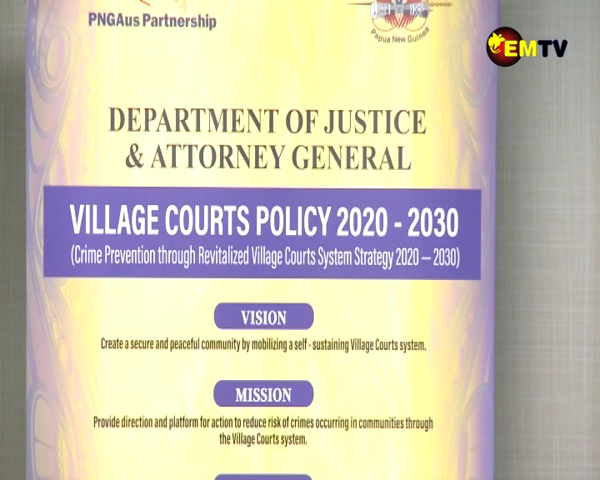 PNGAus Partnership
Papua New Guinea
EMTV
DEPARTMENT OF JUSTICE
& ATTORNEY GENERAL
VILLAGE COURTS POLICY 2020 - 2030
(Crime Prevention through Revitalized Village Courts System Strategy 2020 — 2030)
VISION
Create a secure and peaceful community by mobilizing a self - sustaining Village Courts system.
MISSION
Provide direction and platform for action to reduce risk of crimes occurring in communities through
the Village Courts system.